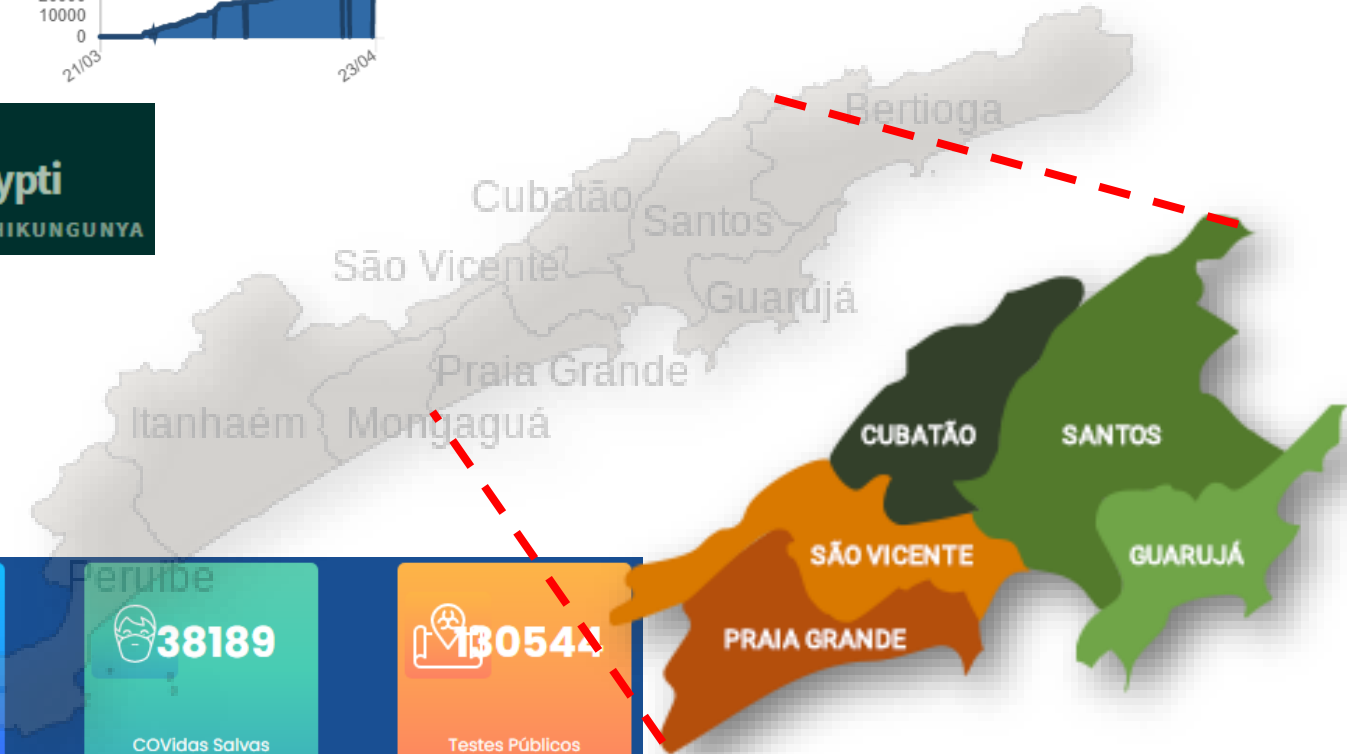 10000
0
21/03
23/04
ypti
HIKUNGUNYA
Bertioga
Cubatão
Santos
São Vicente
Guarujá
Praia Grande
Itanhaém
Mongaguá
Peruíbe
CUBATÃO
SANTOS
SÃO VICENTE
GUARUJÁ
PRAIA GRANDE
38189
COVidas Salvas
130544
Testes Públicos